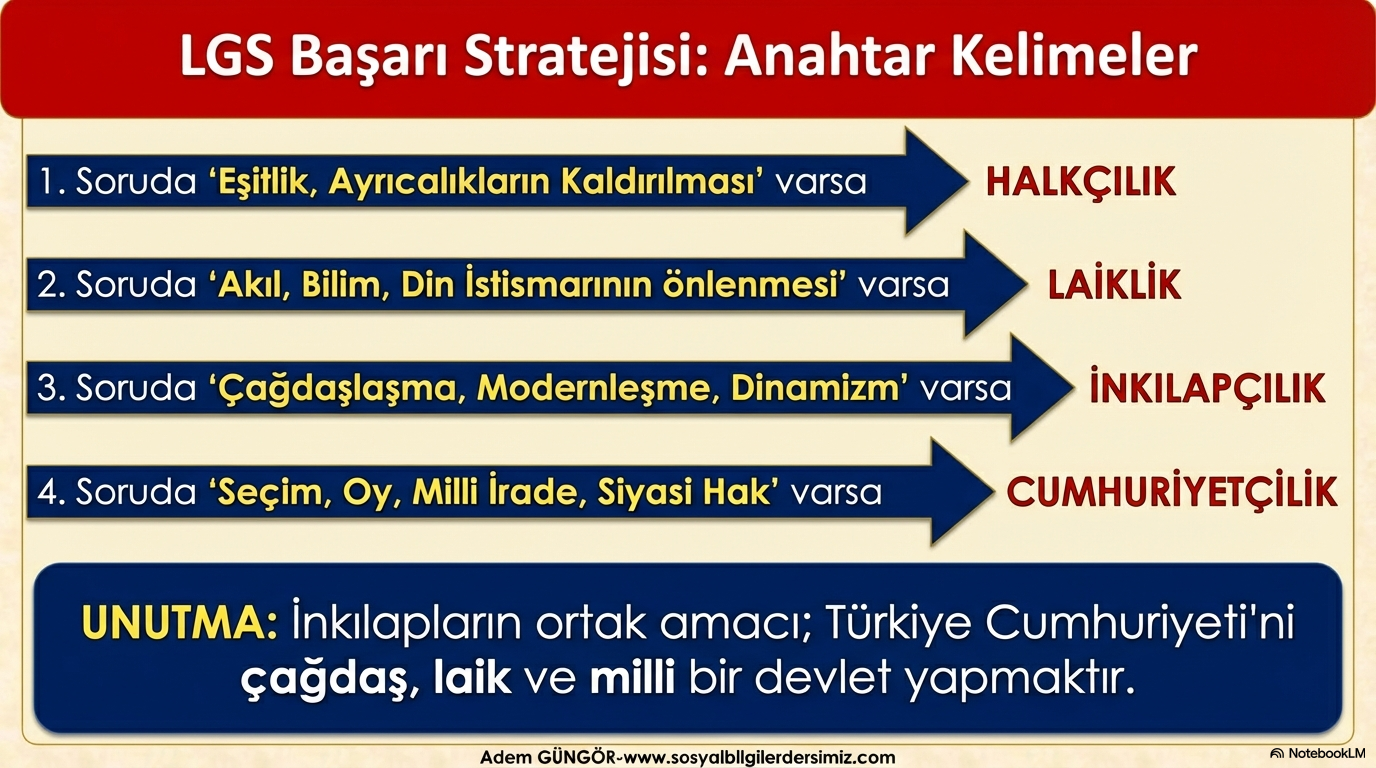 LGS Başarı Stratejisi: Anahtar Kelimeler
1. Soruda ‘Eşitlik, Ayrıcalıkların Kaldırılması’ varsa HALKÇILIK
2. Soruda ‘Akıl, Bilim, Din İstismarının önlenmesi’ varsa LAİKLİK
3. Soruda ‘Çağdaşlaşma, Modernleşme, Dinamizm’ varsa İNKILAPÇILIK
4. Soruda ‘Seçim, Oy, Milli İrade, Siyasi Hak’ varsa CUMHURİYETÇİLİK
UNUTMA: İnkılapların ortak amacı; Türkiye Cumhuriyeti'ni
çağdaş, laik ve milli bir devlet yapmaktır.
Adem GÜNGÖR-www.sosyalbilgilerdersimiz.com
NotebookLM